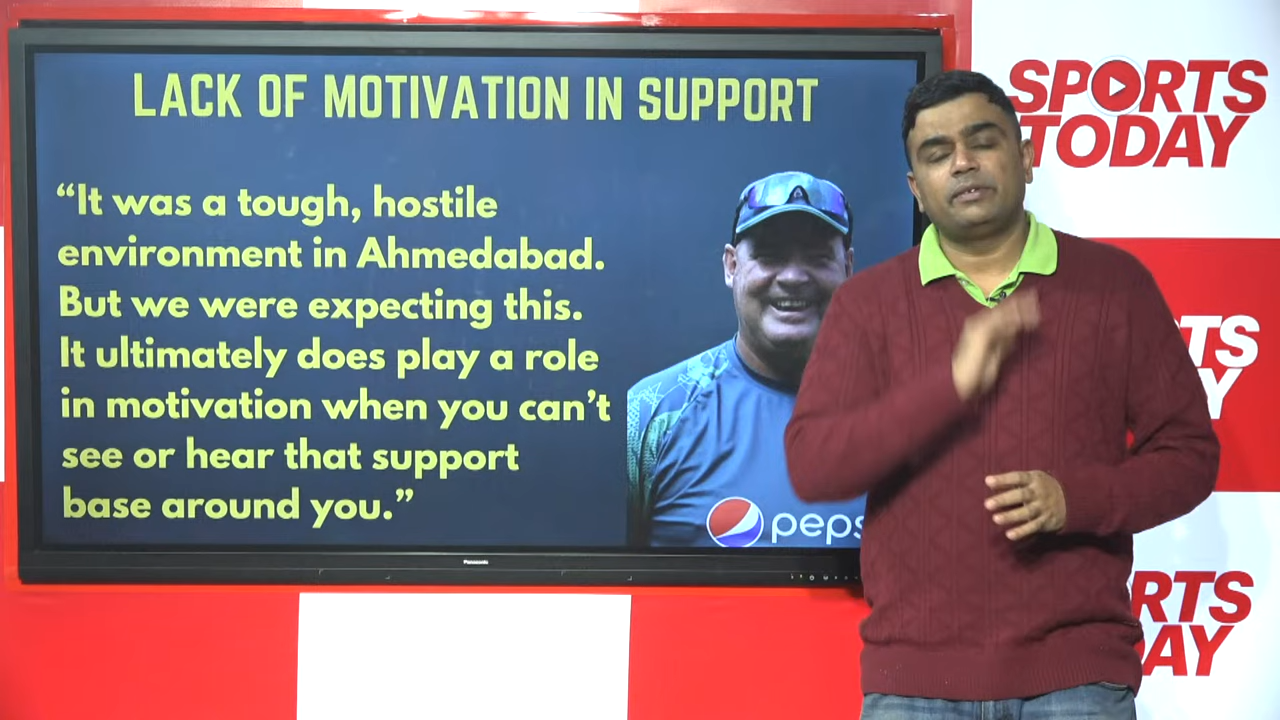 LACK OF MOTIVATION IN SUPPORT
“It was a tough, hostile
environment in Ahmedabad.
But we were expecting this.
It ultimately does play a role
in motivation when you can’t
see or hear that support
base around you.”
peps
Panasonic
SPORTS
TODAY
TS
Y
RTS
DAY